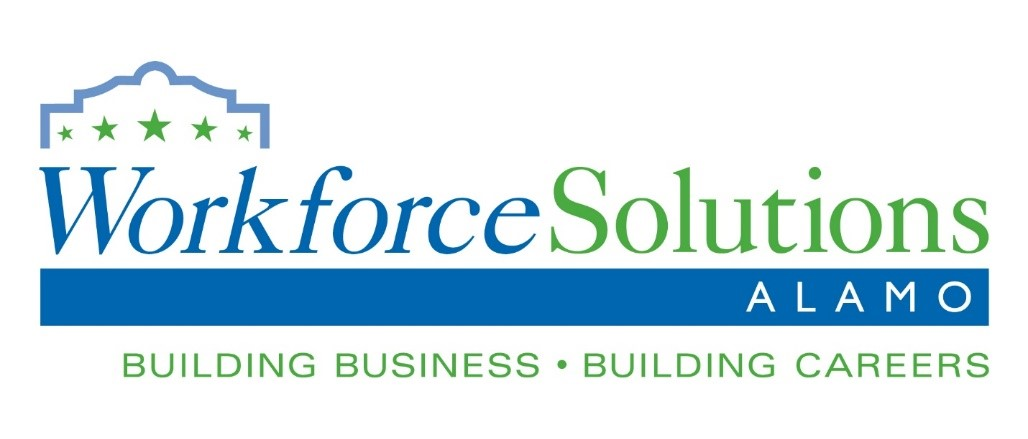 WorkforceSolutions
ALAMO
BUILDING BUSINESS • BUILDING CAREERS